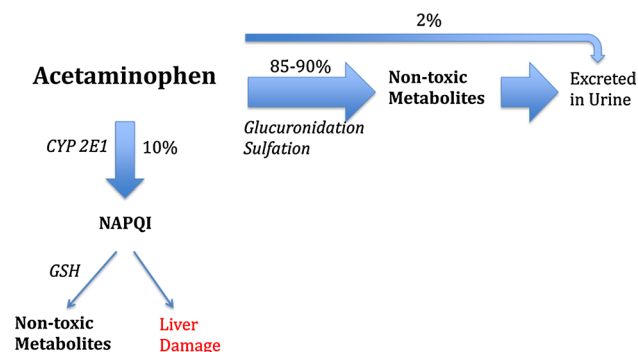 2%
Acetaminophen
85-90%
Glucuronidation
Sulfation
Non-toxic
Metabolites
Excreted
in Urine
CYP 2E1
10%
NAPQI
GSH
Non-toxic
Metabolites
Liver
Damage